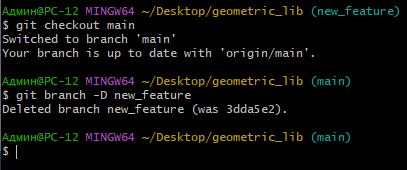 Админ@PC-12 MINGW64 ~/Desktop/geometric_lib (new_feature)
$ git checkout main
Switched to branch 'main'
Your branch is up to date with 'origin/main'.
Админ@PC-12 MINGW64 ~/Desktop/geometric_lib (main)
$ git branch -D new_feature
Deleted branch new_feature (was 3dda5e2).
Админ@PC-12 MINGW64 ~/Desktop/geometric_lib (main)
$